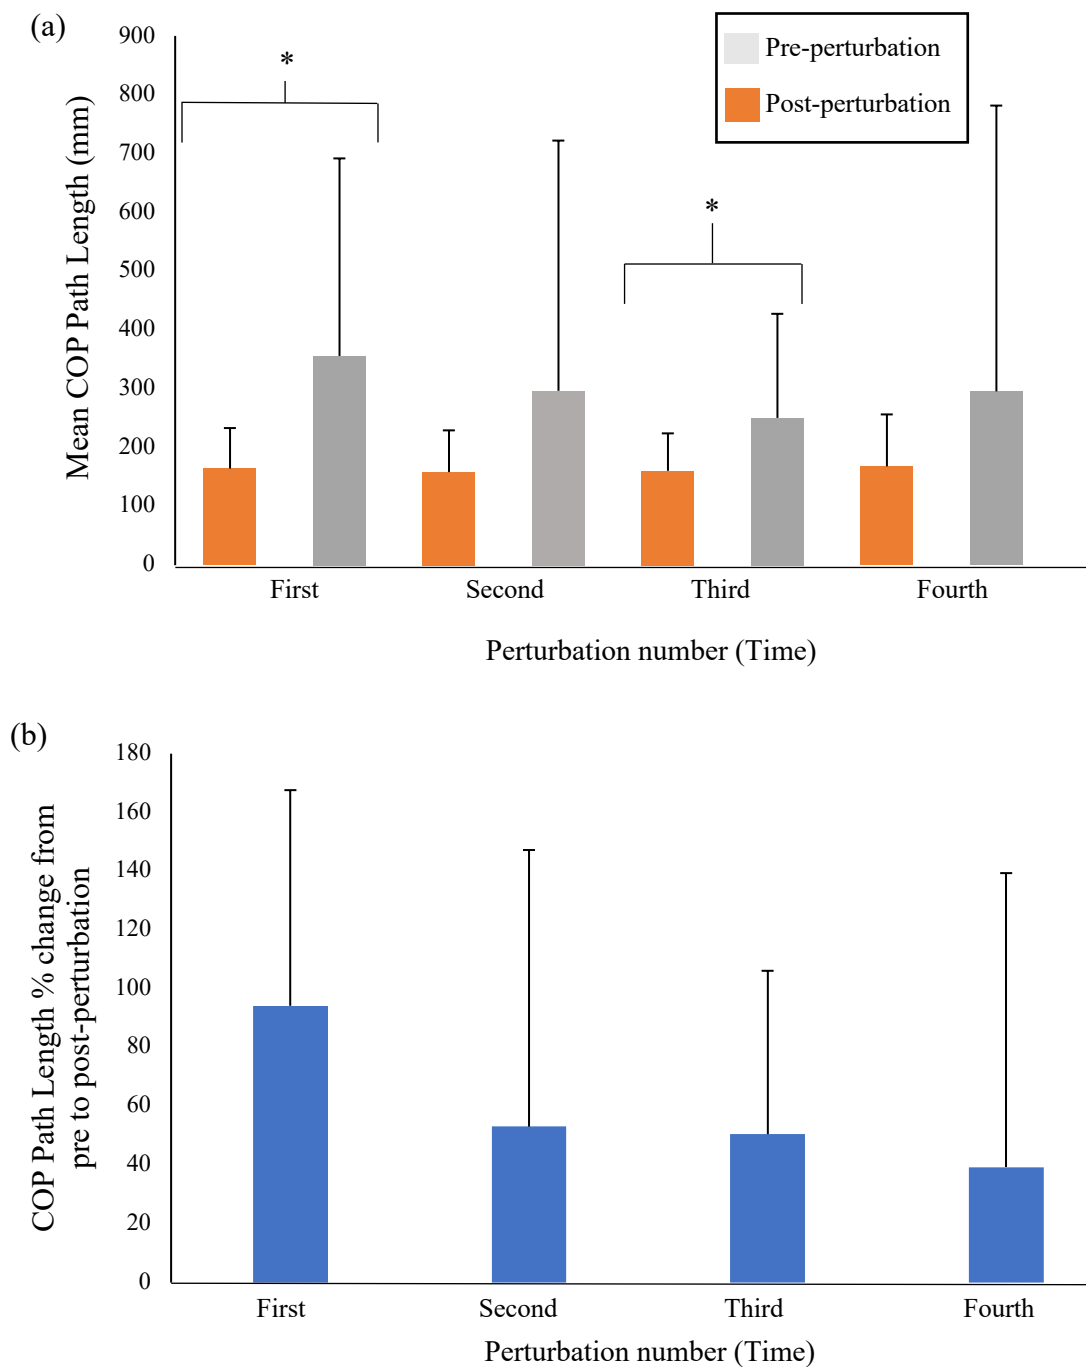 (a)
Mean COP Path Length (mm)
900
800
700
600
500
400
300
200
100
0
*
*
Pre-perturbation
Post-perturbation
First Second Third Fourth
Perturbation number (Time)
(b)
COP Path Length % change from
pre to post-perturbation
180
160
140
120
100
80
60
40
20
0
First Second Third Fourth
Perturbation number (Time)